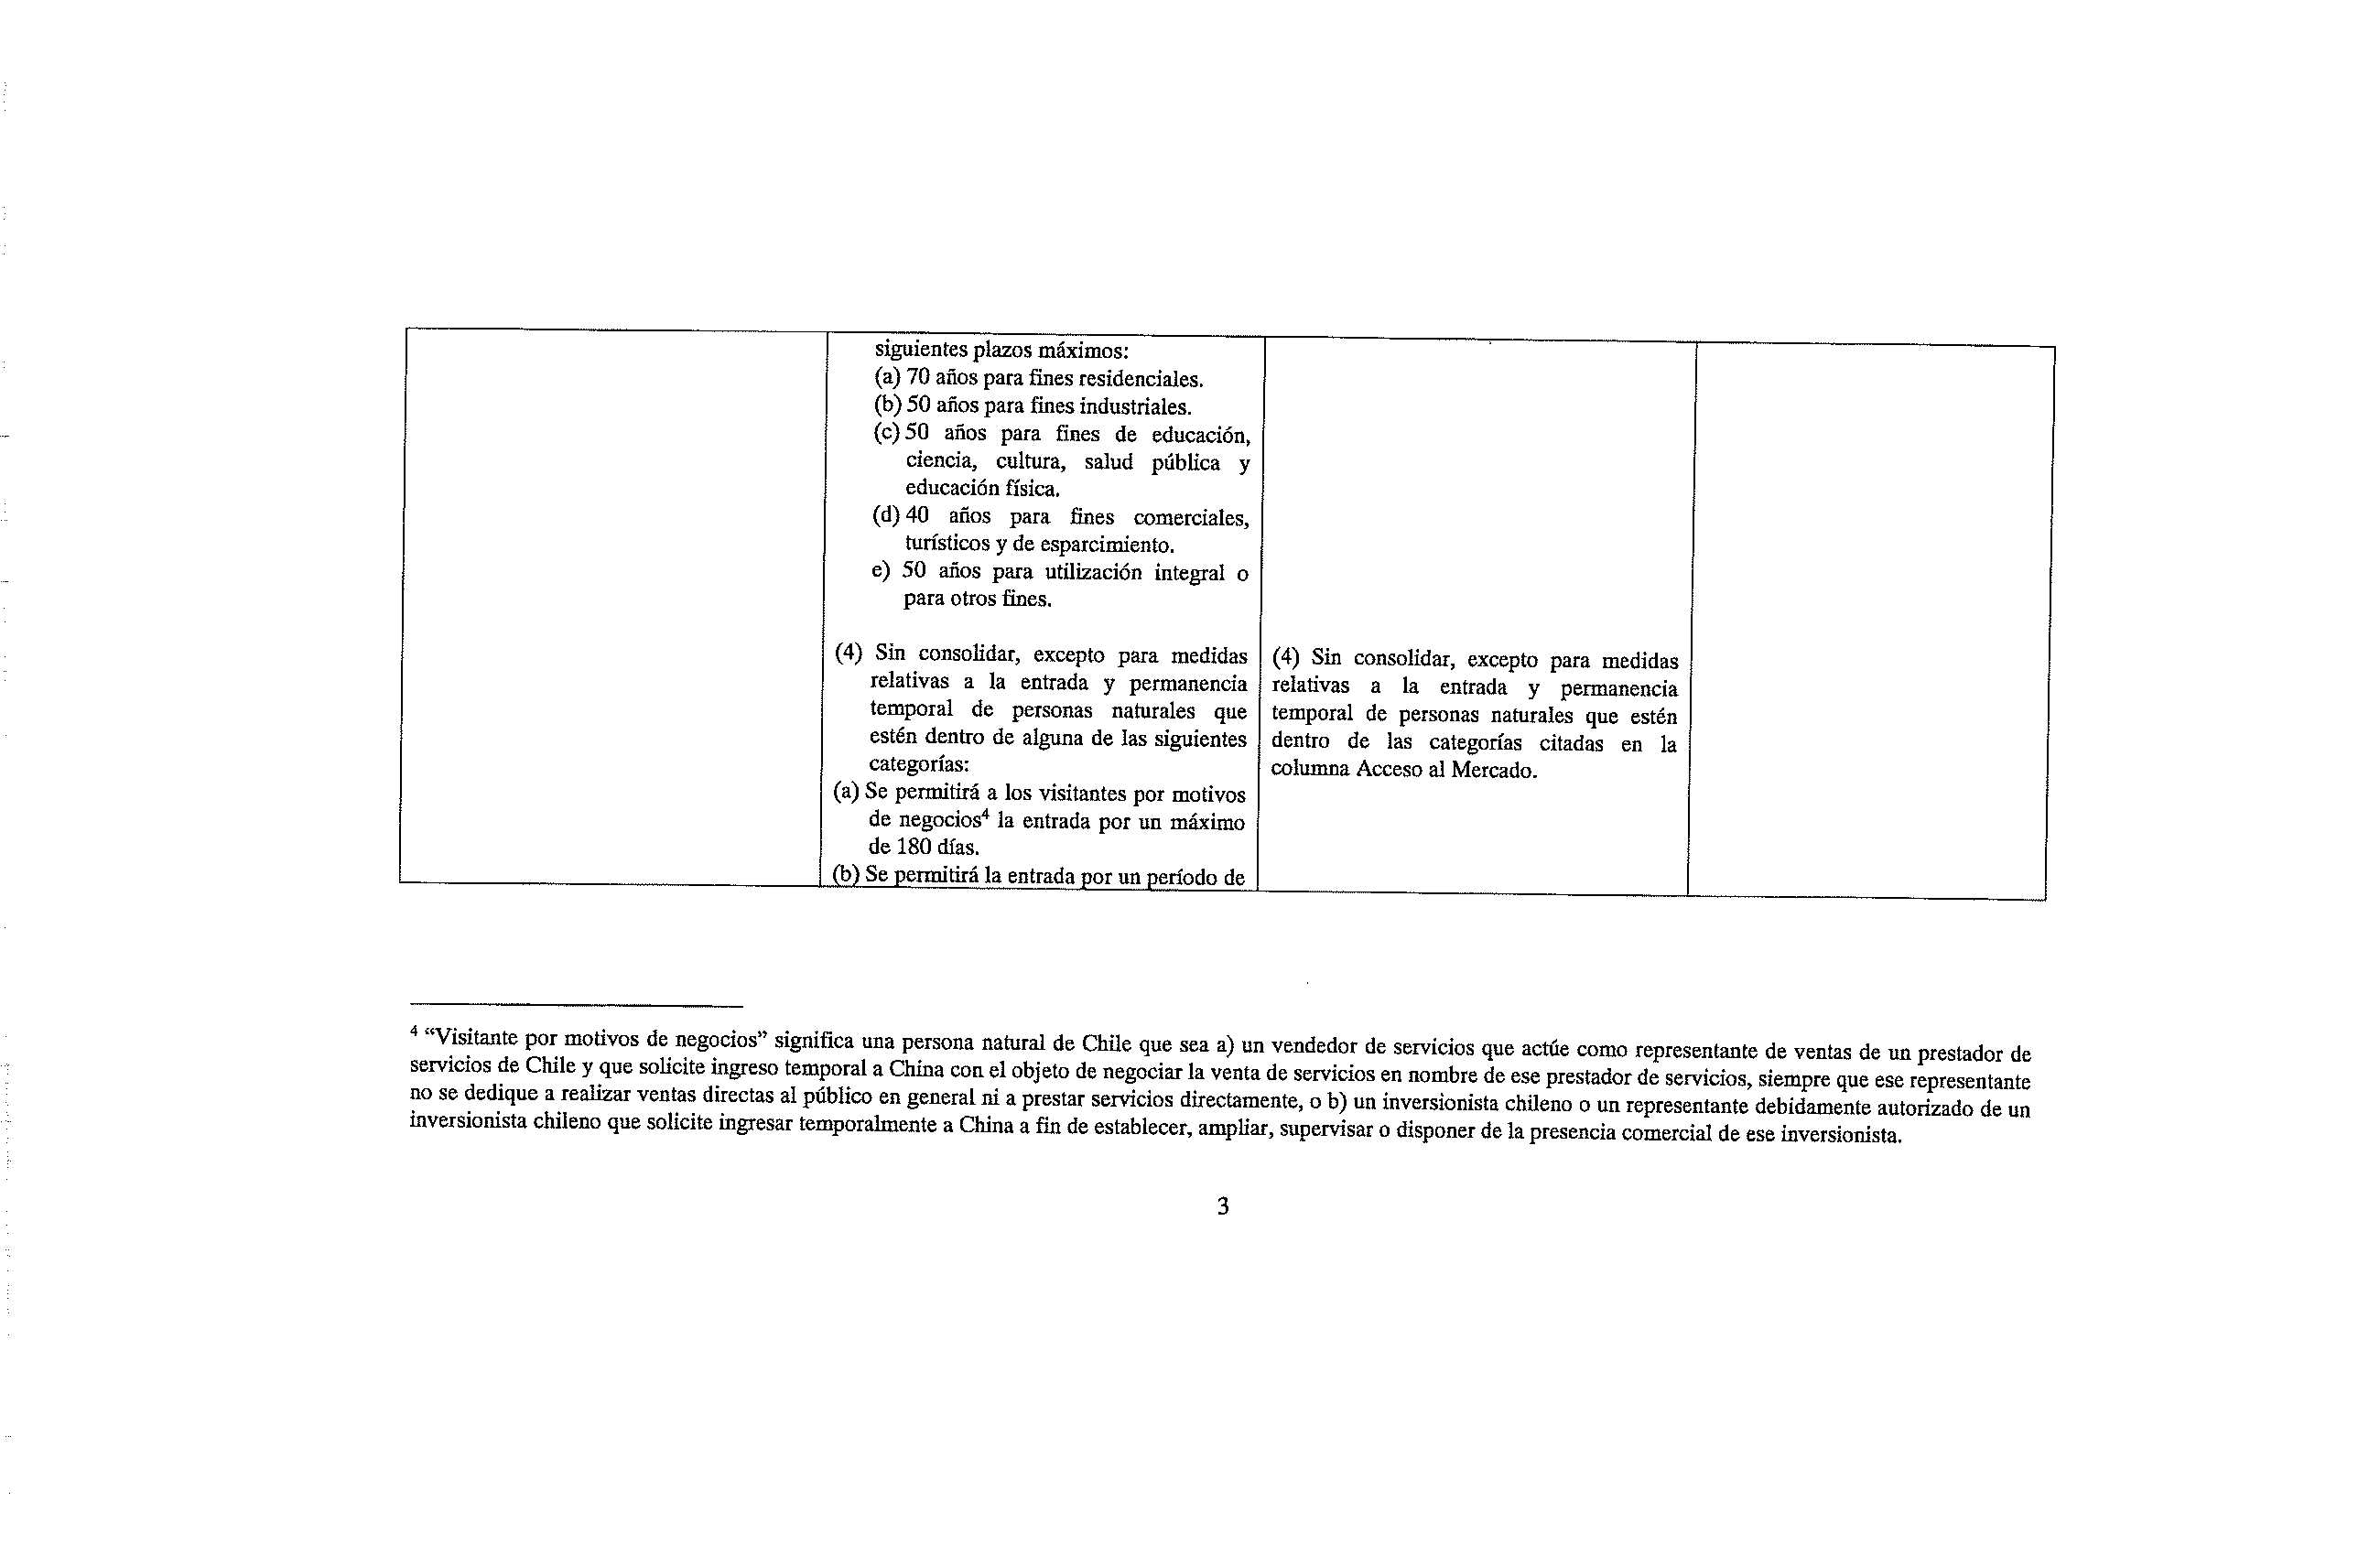 siguientes plazos máximos:
(a) 70 años para fines residenciales.
(b) 50 años para fines industriales.
(c) 50 años para fines de educación,
ciencia, cultura, salud pública y
educación física.
(d) 40 años para fines comerciales,
turísticos y de esparcimiento.
e) 50 años para utilización integral o
para otros fines.
(4) Sin consolidar, excepto para medidas
relativas a la entrada y permanencia
temporal de personas naturales que
estén dentro de alguna de las siguientes
categorías:
(a) Se permitirá a los visitantes por motivos
de negocios⁴ la entrada por un máximo
de 180 días.
(b) Se permitirá la entrada por un período de
(4) Sin consolidar, excepto para medidas
relativas a la entrada y permanencia
temporal de personas naturales que estén
dentro de las categorías citadas en la
columna Acceso al Mercado.
⁴ “Visitante por motivos de negocios” significa una persona natural de Chile que sea a) un vendedor de servicios que actúe como representante de ventas de un prestador de
servicios de Chile y que solicite ingreso temporal a China con el objeto de negociar la venta de servicios en nombre de ese prestador de servicios, siempre que ese representante
no se dedique a realizar ventas directas al público en general ni a prestar servicios directamente, o b) un inversionista chileno o un representante debidamente autorizado de un
inversionista chileno que solicite ingresar temporalmente a China a fin de establecer, ampliar, supervisar o disponer de la presencia comercial de ese inversionista.
3